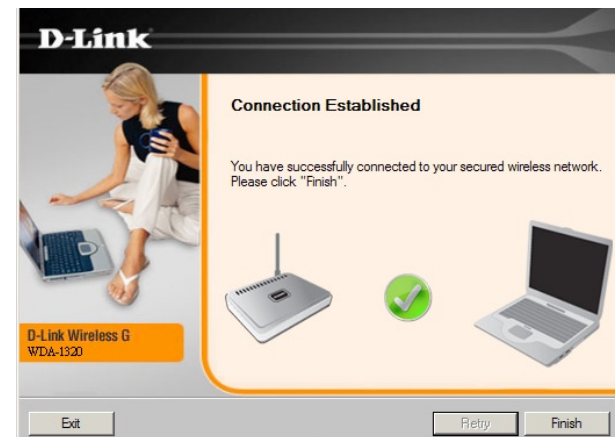 D-Link
Connection Established
You have successfully connected to your secured wireless network.
Please click "Finish".
D-Link Wireless G
WDA-1320
Exit
Retry
Finish